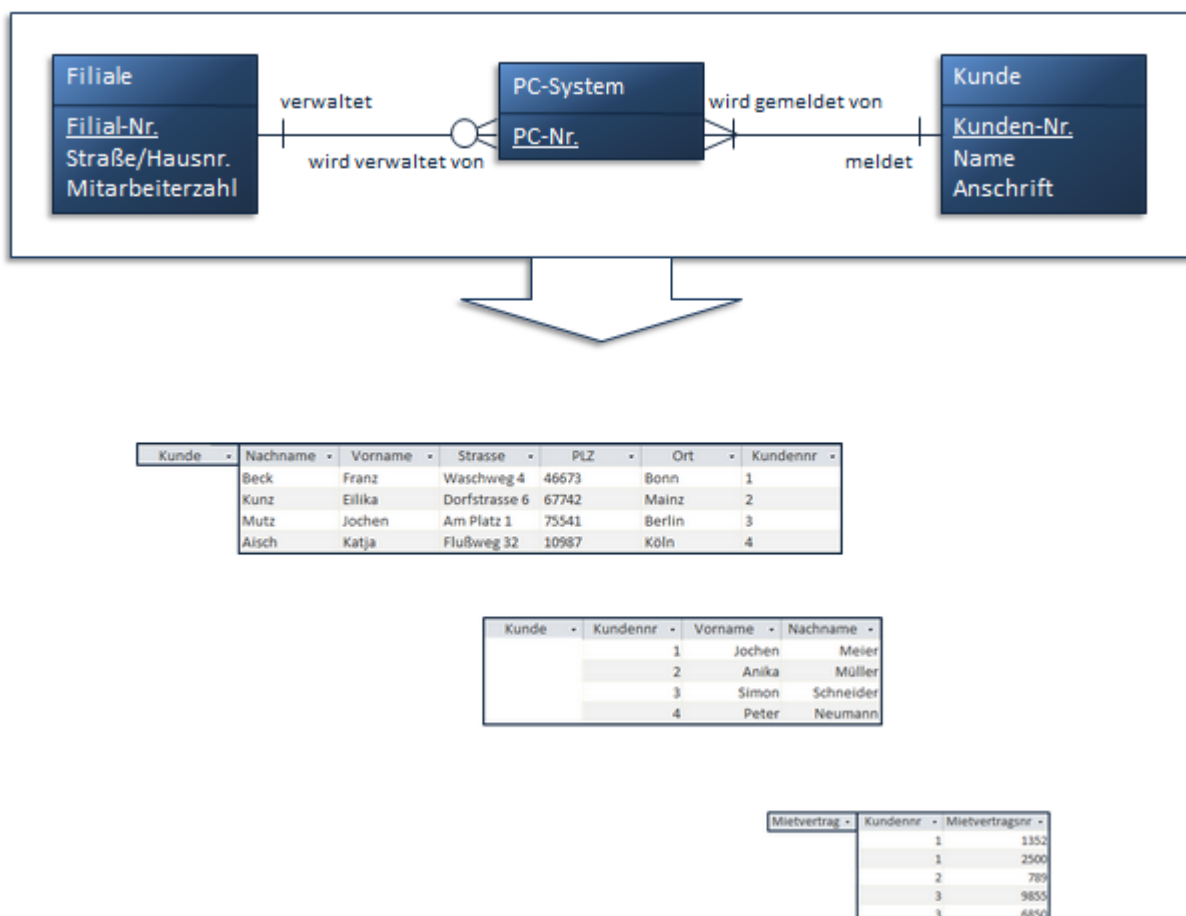 Filiale
Filial-Nr.
Straße/Hausnr.
Mitarbeiterzahl
verwaltet
wird verwaltet von
PC-System
PC-Nr.
wird gemeldet von
meldet
Kunde
Kunden-Nr.
Name
Anschrift
Kunde Nachname Vorname Strasse PLZ Ort Kundennr
Beck Franz Waschweg 4 46673 Bonn 1
Kunz Eilika Dorfstrasse 6 67742 Mainz 2
Mutz Jochen Am Platz 1 75541 Berlin 3
Aisch Katja Flußweg 32 10987 Köln 4
Kunde Kundennr Vorname Nachname
1 Jochen Meier
2 Anika Müller
3 Simon Schneider
4 Peter Neumann
Mietvertrag Kundennr Mietvertragsnr
1 1352
1 2500
2 789
3 9855
3 6850